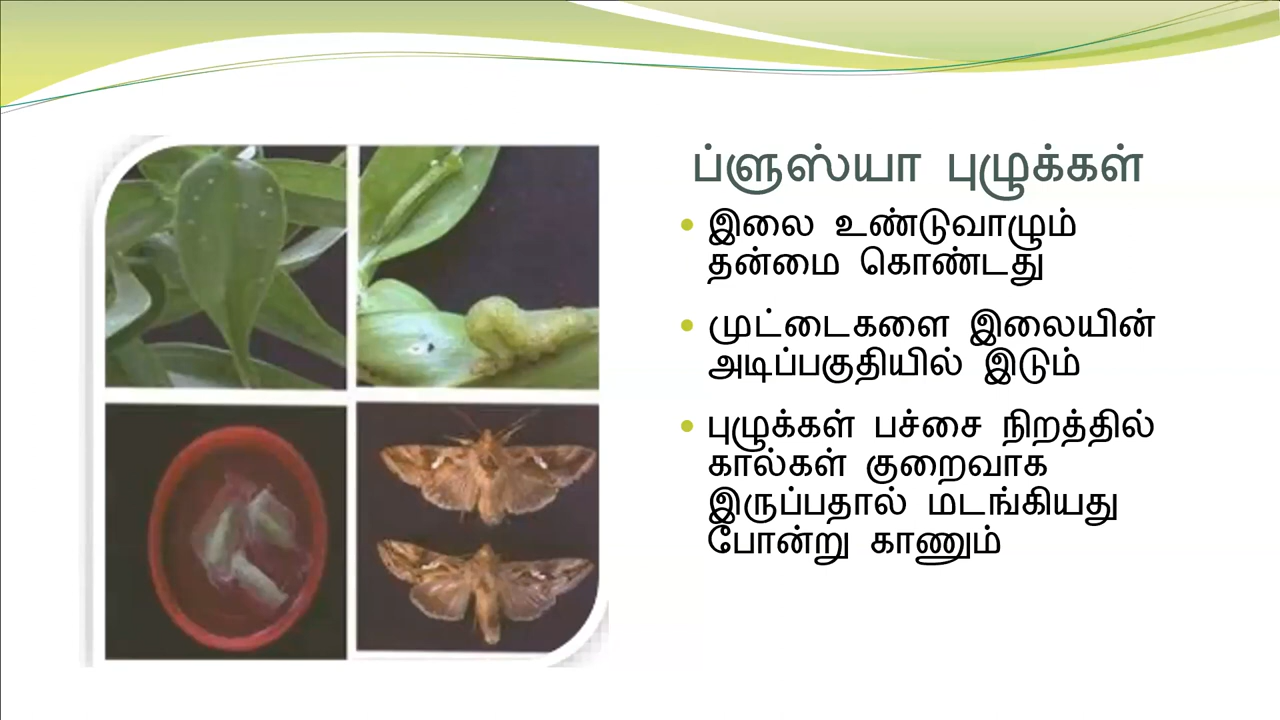 ப்ளுஸ்யா புழுக்கள்
இலை உண்டுவாழும்
தன்மை கொண்டது
முட்டைகளை இலையின்
அடிப்பகுதியில் இடும்
புழுக்கள் பச்சை நிறத்தில்
கால்கள் குறைவாக
இருப்பதால் மடங்கியது
போன்று காணும்